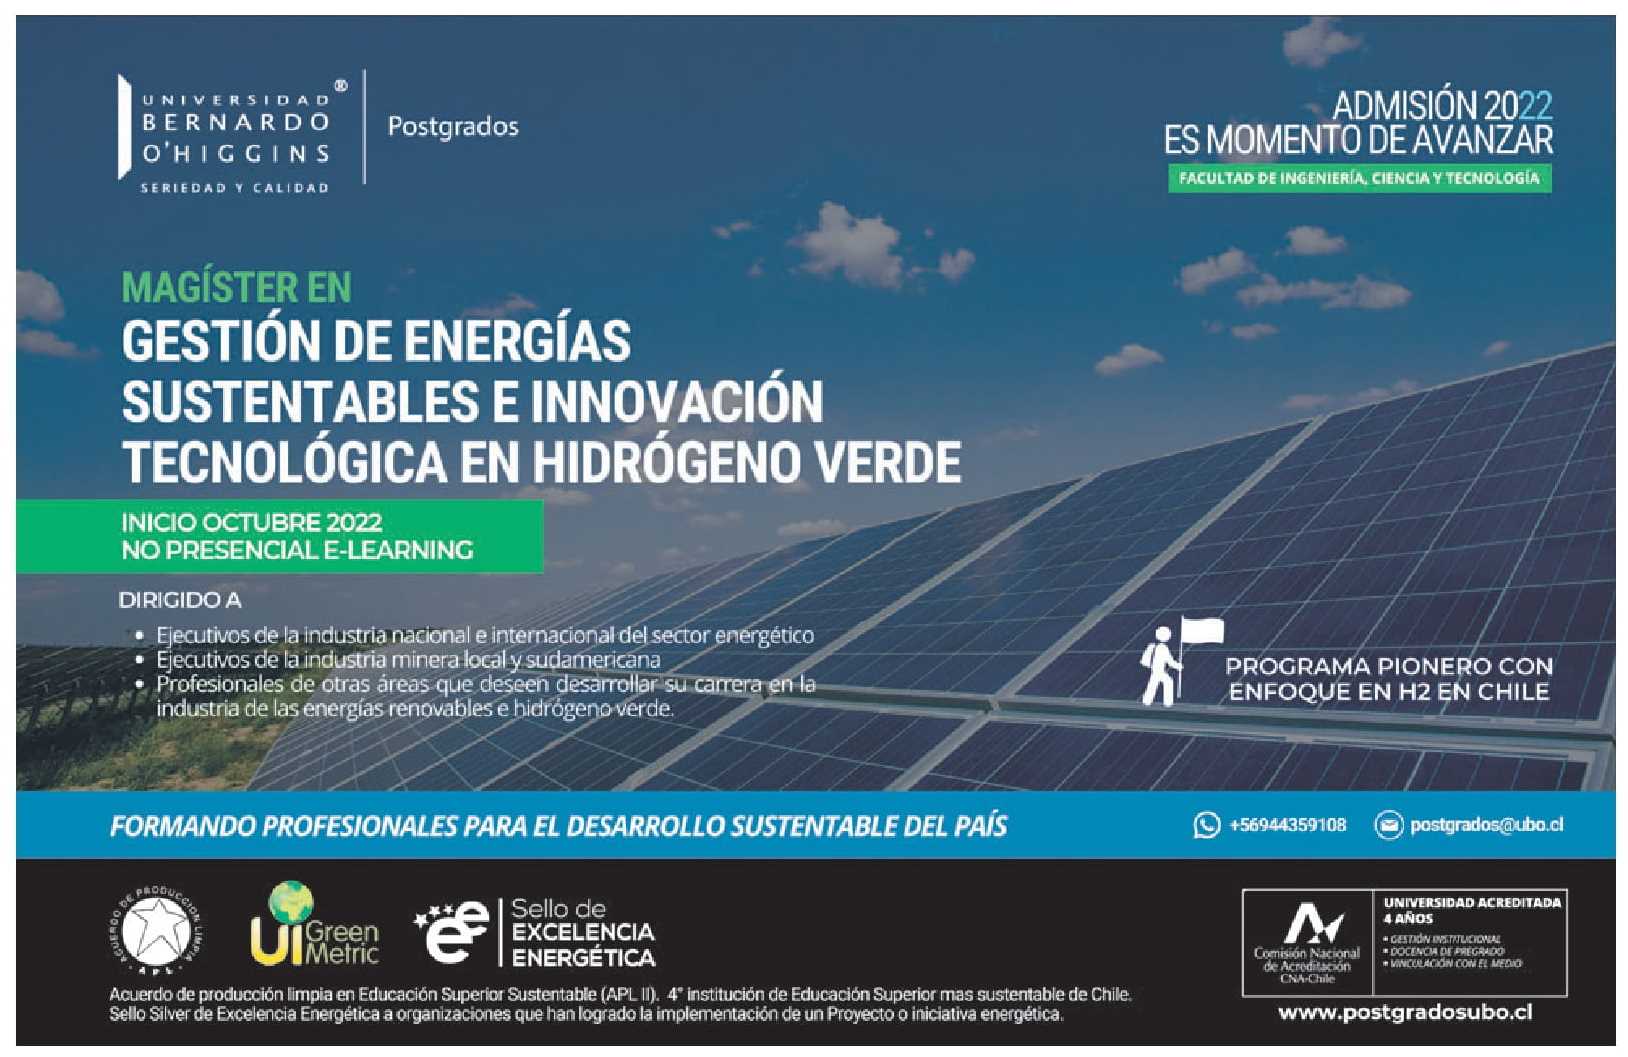 UNIVERSIDAD®
BERNARDO
O'HIGGINS
SERIEDAD Y CALIDAD
Postgrados
ADMISIÓN 2022
ES MOMENTO DE AVANZAR
FACULTAD DE INGENIERÍA, CIENCIA Y TECNOLOGÍA
MAGÍSTER EN
GESTIÓN DE ENERGÍAS
SUSTENTABLES E INNOVACIÓN
TECNOLÓGICA EN HIDRÓGENO VERDE
INICIO OCTUBRE 2022
NO PRESENCIAL E-LEARNING
DIRIGIDO A
• Ejecutivos de la industria nacional e internacional del sector energético
• Ejecutivos de la industria minera local y sudamericana
• Profesionales de otras áreas que deseen desarrollar su carrera en la
industria de las energías renovables e hidrógeno verde.
PROGRAMA PIONERO CON
ENFOQUE EN H2 EN CHILE
FORMANDO PROFESIONALES PARA EL DESARROLLO SUSTENTABLE DEL PAÍS
+56944359108
postgrados@ubo.cl
ACUERDO DE PRODUCCION LIMPIA
• A P L •
UI Green
Metric
eee
Sello de
EXCELENCIA
ENERGÉTICA
Comisión Nacional
de Acreditación
CNA-Chile
UNIVERSIDAD ACREDITADA
4 AÑOS
• GESTIÓN INSTITUCIONAL
• DOCENCIA DE PREGRADO
• VINCULACIÓN CON EL MEDIO
Acuerdo de producción limpia en Educación Superior Sustentable (APL II). 4° institución de Educación Superior mas sustentable de Chile.
Sello Silver de Excelencia Energética a organizaciones que han logrado la implementación de un Proyecto o iniciativa energética.
www.postgradosubo.cl